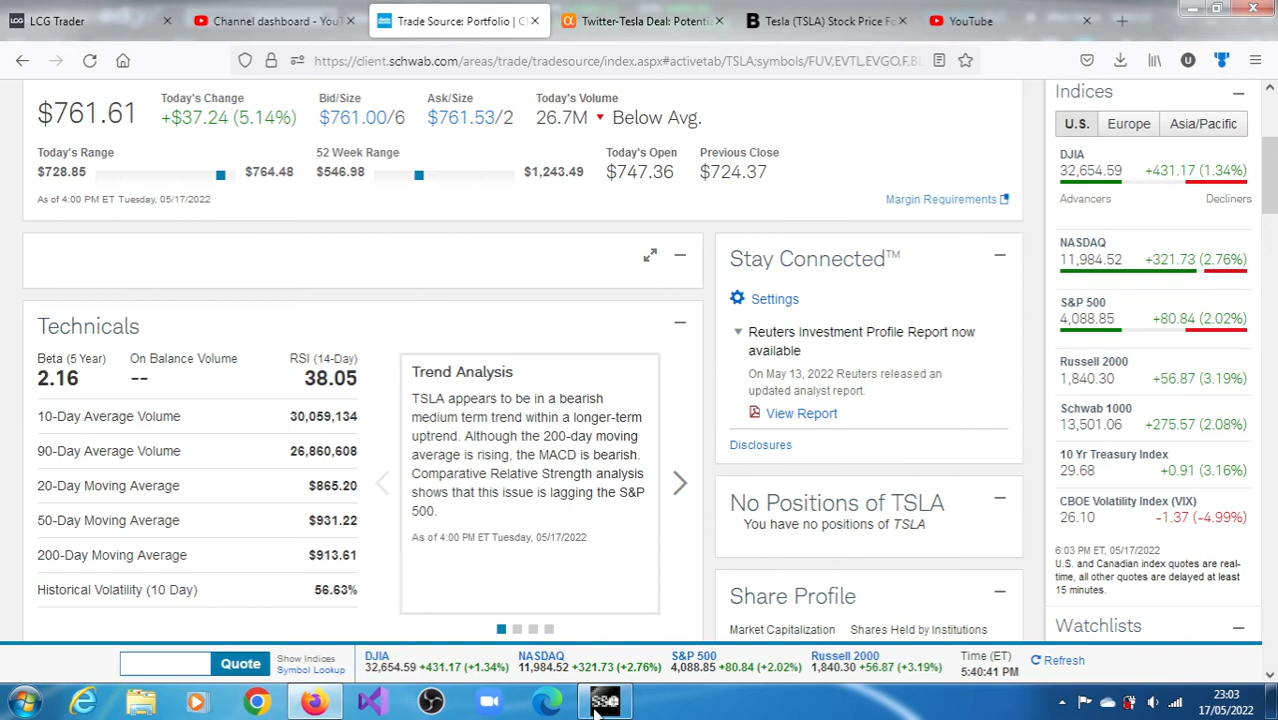 LCG Trader
Channel dashboard - YouT
Trade Source: Portfolio | Cl
Twitter-Tesla Deal: Potenti
Tesla (TSLA) Stock Price Fo
YouTube
https://client.schwab.com/areas/trade/tradesource/index.aspx#activetab/TSLA:symbols/FUV,EVTL,EVGO,F,BL
$761.61
Today's Change
+$37.24 (5.14%)
Bid/Size
$761.00/6
Ask/Size
$761.53/2
Today's Volume
26.7M Below Avg.
Today's Range
$728.85 $764.48
52 Week Range
$546.98 $1,243.49
Today's Open
$747.36
Previous Close
$724.37
As of 4:00 PM ET Tuesday, 05/17/2022
Margin Requirements
Technicals
Beta (5 Year)
2.16
On Balance Volume
--
RSI (14-Day)
38.05
10-Day Average Volume 30,059,134
90-Day Average Volume 26,860,608
20-Day Moving Average $865.20
50-Day Moving Average $931.22
200-Day Moving Average $913.61
Historical Volatility (10 Day) 56.63%
Trend Analysis
TSLA appears to be in a bearish
medium term trend within a longer-term
uptrend. Although the 200-day moving
average is rising, the MACD is bearish.
Comparative Relative Strength analysis
shows that this issue is lagging the S&P
500.
As of 4:00 PM ET Tuesday, 05/17/2022
Stay Connected™
Settings
Reuters Investment Profile Report now
available
On May 13, 2022 Reuters released an
updated analyst report.
View Report
Disclosures
No Positions of TSLA
You have no positions of TSLA
Share Profile
Market Capitalization Shares Held by Institutions
Indices
U.S. Europe Asia/Pacific
DJIA
32,654.59 +431.17 (1.34%)
Advancers Decliners
NASDAQ
11,984.52 +321.73 (2.76%)
S&P 500
4,088.85 +80.84 (2.02%)
Russell 2000
1,840.30 +56.87 (3.19%)
Schwab 1000
13,501.06 +275.57 (2.08%)
10 Yr Treasury Index
29.68 +0.91 (3.16%)
CBOE Volatility Index (VIX)
26.10 -1.37 (-4.99%)
6:03 PM ET, 05/17/2022
U.S. and Canadian index quotes are real-
time, all other quotes are delayed at least
15 minutes.
Watchlists
Quote
Show Indices
Symbol Lookup
DJIA
32,654.59 +431.17 (+1.34%)
NASDAQ
11,984.52 +321.73 (+2.76%)
S&P 500
4,088.85 +80.84 (+2.02%)
Russell 2000
1,840.30 +56.87 (+3.19%)
Time (ET)
5:40:41 PM
Refresh
23:03
17/05/2022